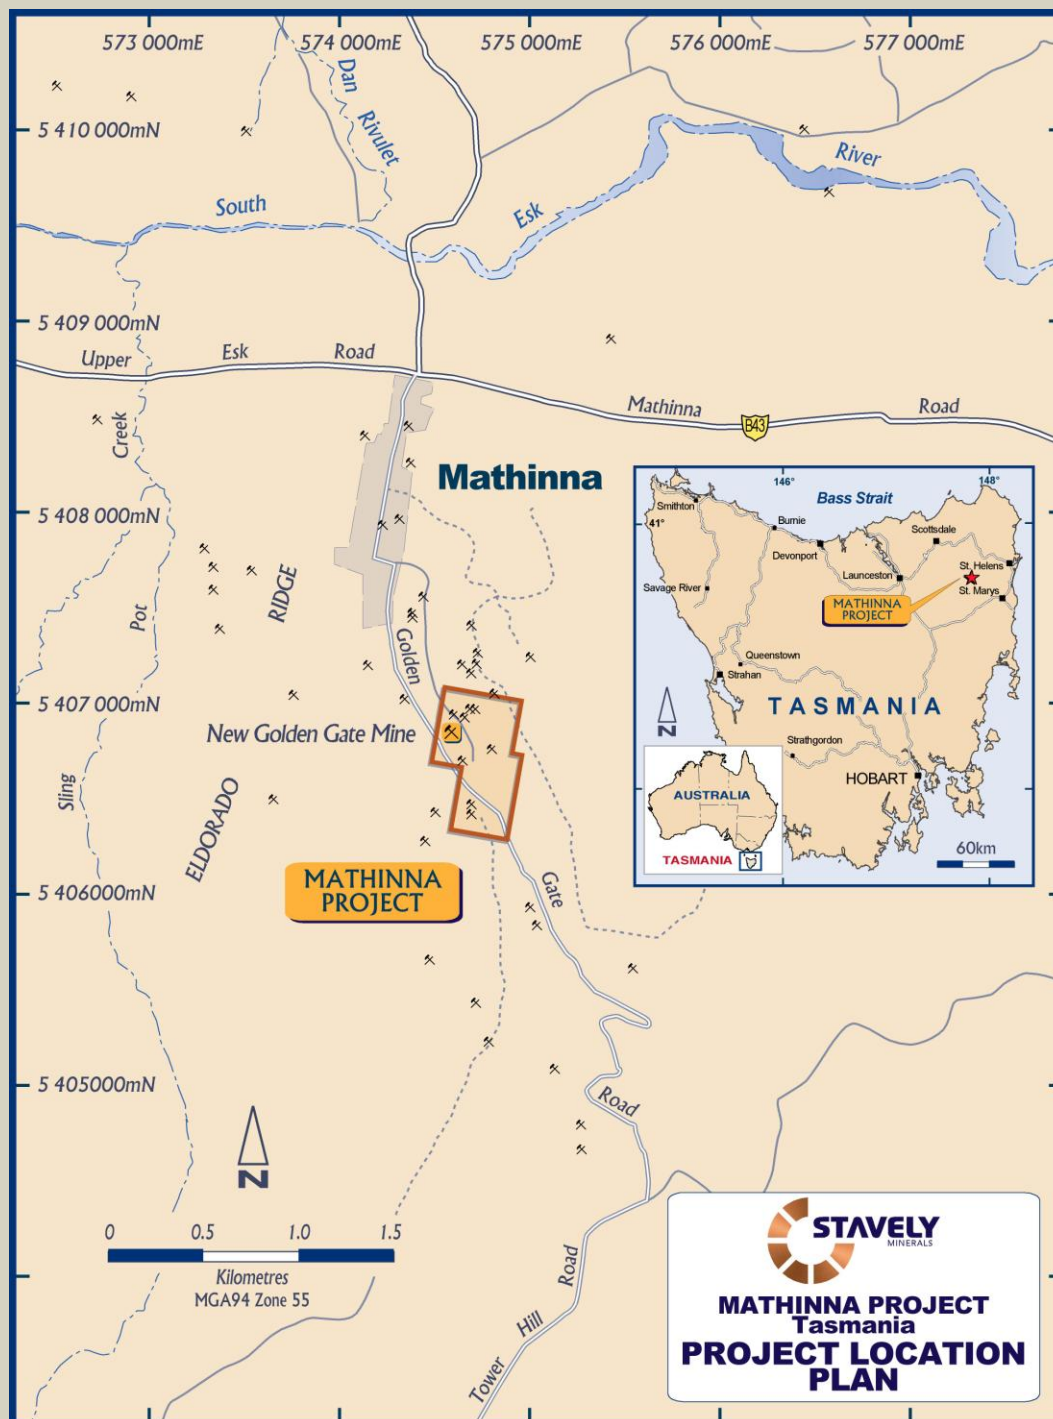 573 000mE
574 000mE
575 000mE
576 000mE
577 000mE
Dan
Rivulet
5 410 000mN
River
South
Esk
5 409 000mN
Upper
Esk
Road
Mathinna
Road
B43
Creek
Mathinna
5 408 000mN
RIDGE
Pot
Golden
5 407 000mN
New Golden Gate Mine
Sling
ELDORADO
MATHINNA
PROJECT
5 406 000mN
Gate
5 405 000mN
Road
N
0
0.5
1.0
1.5
Kilometres
MGA94 Zone 55
Road
Hill
Tower
146°
148°
Bass Strait
Smithton
41°
Burnie
Scottsdale
Devonport
St. Helens
Launceston
Savage River
St. Marys
MATHINNA
PROJECT
Queenstown
Strahan
N
TASMANIA
Strathgordon
HOBART
AUSTRALIA
60km
TASMANIA
STAVELY
MINERALS
MATHINNA PROJECT
Tasmania
PROJECT LOCATION
PLAN